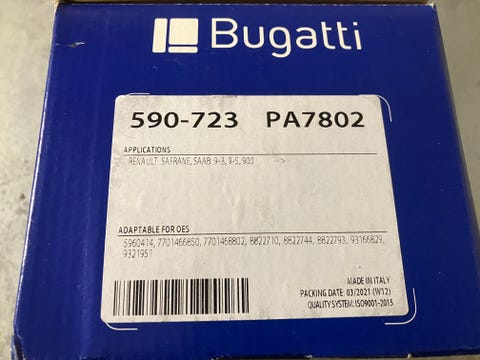 Bugatti
590-723 PA7802
APPLICATIONS
RENAULT SAFRANE, SAAB 9-3, 9-5, 900 -->
ADAPTABLE FOR OES
5960414, 7701466850, 7701468802, 8822710, 8822744, 8822793, 93166829,
9321951
MADE IN ITALY
PACKING DATE: 03/2021 (W12)
QUALITY SYSTEM: ISO9001-2015